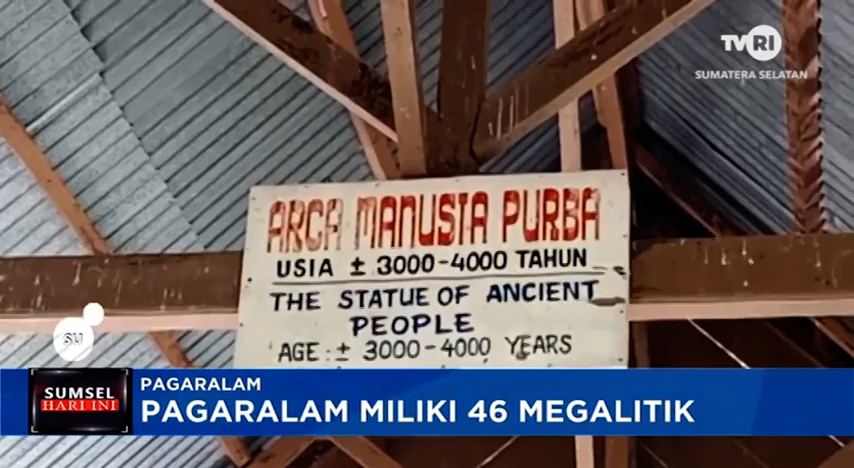 TVRI
SUMATERA SELATAN
ARCA MANUSIA PURBA
USIA ± 3000-4000 TAHUN
THE STATUE OF ANCIENT
PEOPLE
AGE : ± 3000-4000 YEARS
SU
SUMSEL
HARI INI
PAGARALAM
PAGARALAM MILIKI 46 MEGALITIK